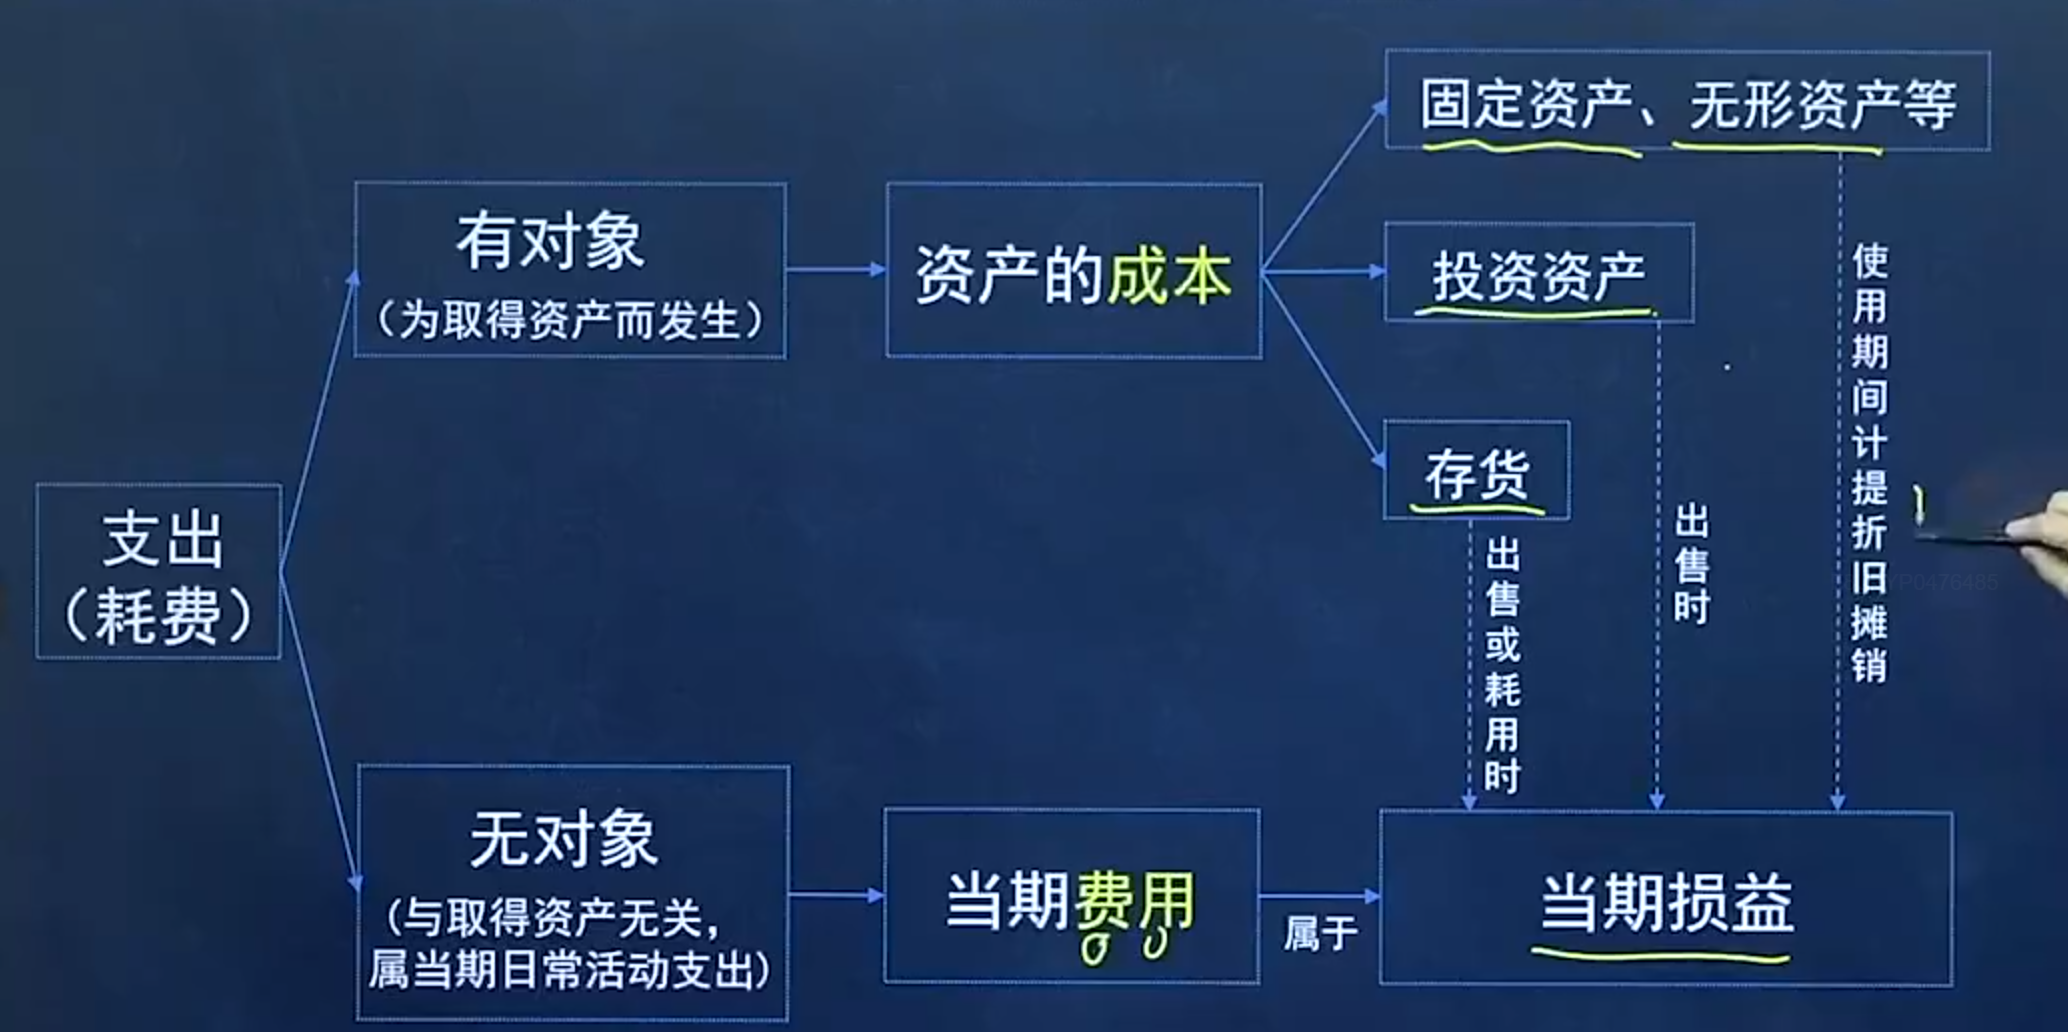 固定资产、无形资产等
有对象
（为取得资产而发生）
资产的成本
投资资产
存货
使用期间计提折旧摊销
出售时
出售或耗用时
支出
（耗费）
无对象
（与取得资产无关，
属当期日常活动支出）
当期费用
属于
当期损益
YP0476485